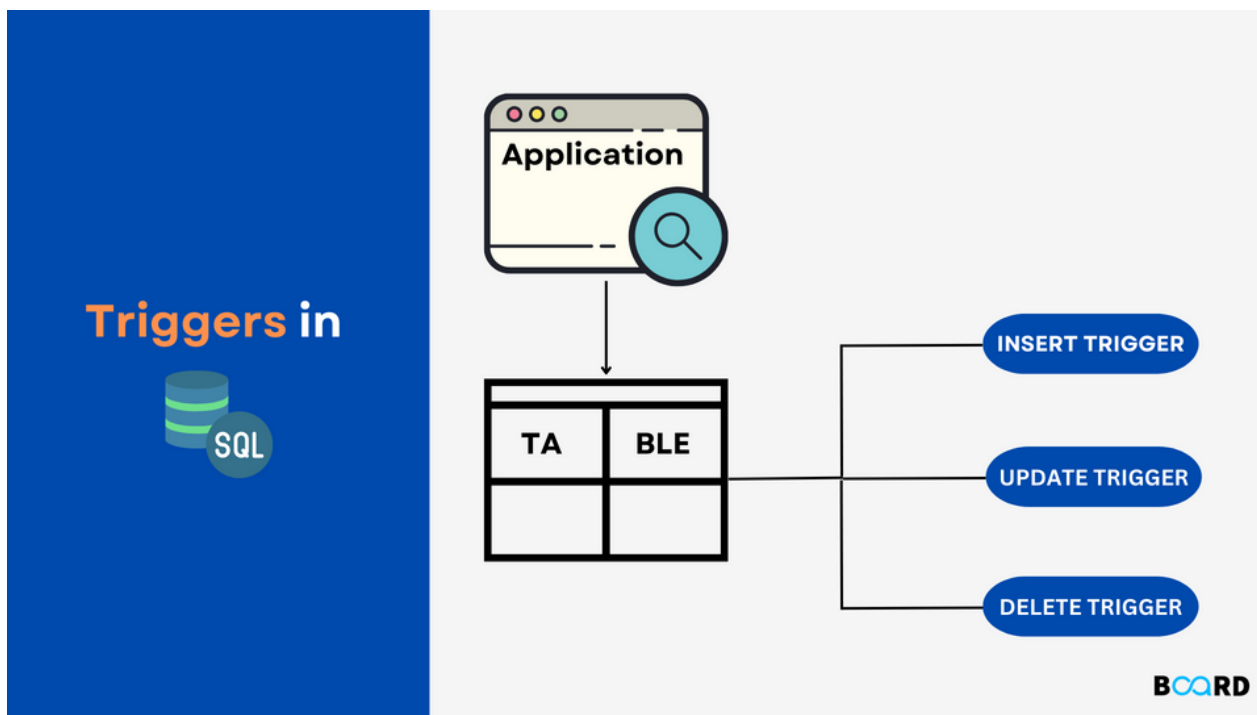 Triggers in
SQL
Application
TA BLE
INSERT TRIGGER
UPDATE TRIGGER
DELETE TRIGGER
BOARD